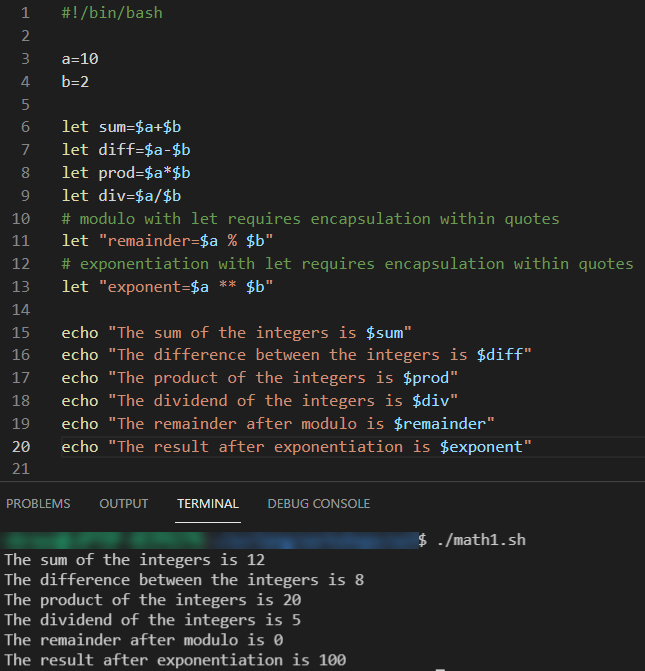 1 #!/bin/bash
2
3 a=10
4 b=2
5
6 let sum=$a+$b
7 let diff=$a-$b
8 let prod=$a*$b
9 let div=$a/$b
10 # modulo with let requires encapsulation within quotes
11 let "remainder=$a % $b"
12 # exponentiation with let requires encapsulation within quotes
13 let "exponent=$a ** $b"
14
15 echo "The sum of the integers is $sum"
16 echo "The difference between the integers is $diff"
17 echo "The product of the integers is $prod"
18 echo "The dividend of the integers is $div"
19 echo "The remainder after modulo is $remainder"
20 echo "The result after exponentiation is $exponent"
21
PROBLEMS OUTPUT TERMINAL DEBUG CONSOLE
$ ./math1.sh
The sum of the integers is 12
The difference between the integers is 8
The product of the integers is 20
The dividend of the integers is 5
The remainder after modulo is 0
The result after exponentiation is 100